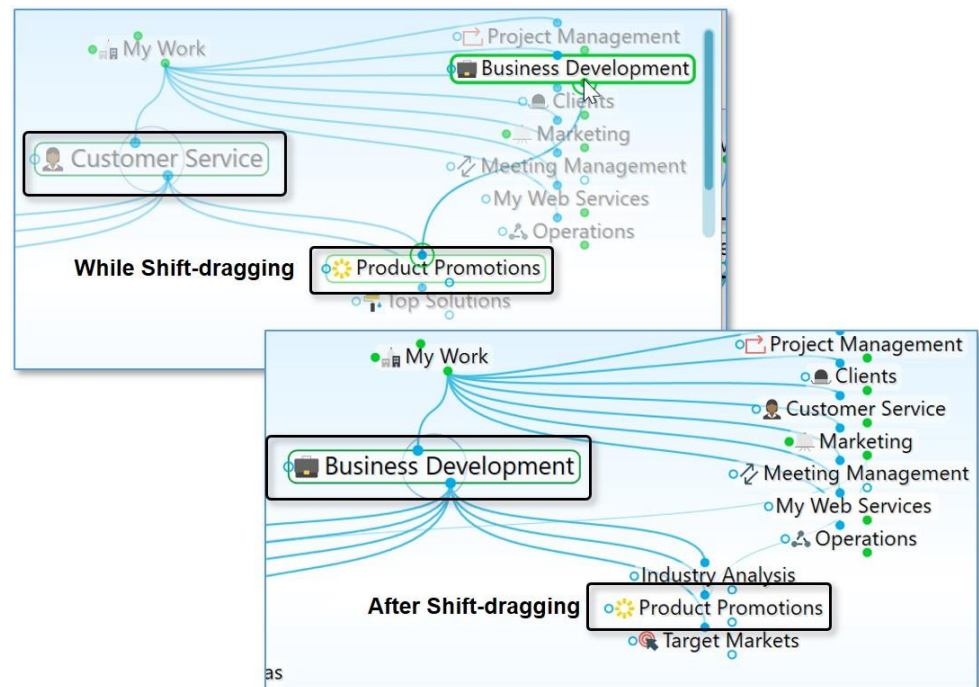 My Work
Project Management
Business Development
Clients
Marketing
Customer Service
Meeting Management
My Web Services
Operations
While Shift-dragging
Product Promotions
Top Solutions
My Work
Project Management
Clients
Customer Service
Marketing
Business Development
Meeting Management
My Web Services
Operations
Industry Analysis
After Shift-dragging
Product Promotions
Target Markets
as